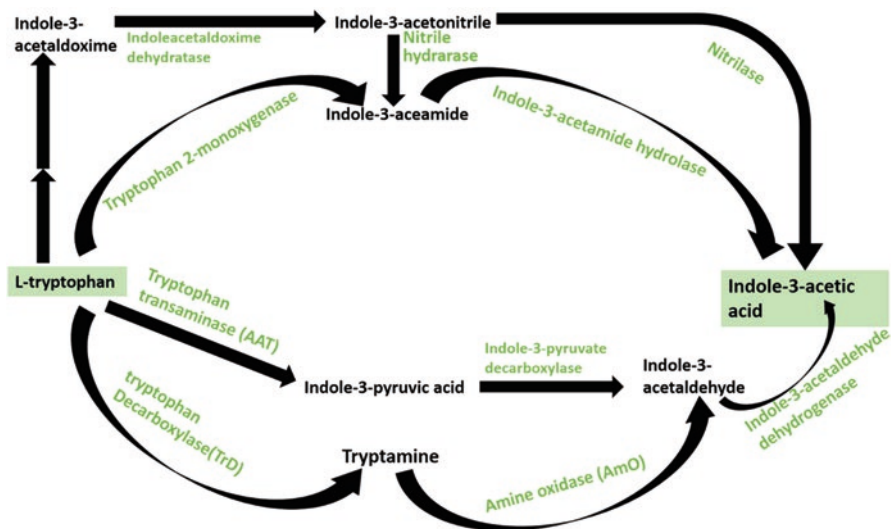 Indole-3-
acetaldoxime
Indoleacetaldoxime
dehydratase
Indole-3-acetonitrile
Nitrile
hydrarase
Nitrilase
Tryptophan 2-monoxygenase
Indole-3-aceamide
Indole-3-acetamide hydrolase
L-tryptophan
Indole-3-acetic
acid
Tryptophan
transaminase (AAT)
Indole-3-pyruvic acid
Indole-3-pyruvate
decarboxylase
Indole-3-
acetaldehyde
Indole-3-acetaldehyde
dehydrogenase
tryptophan
Decarboxylase(TrD)
Tryptamine
Amine oxidase (AmO)